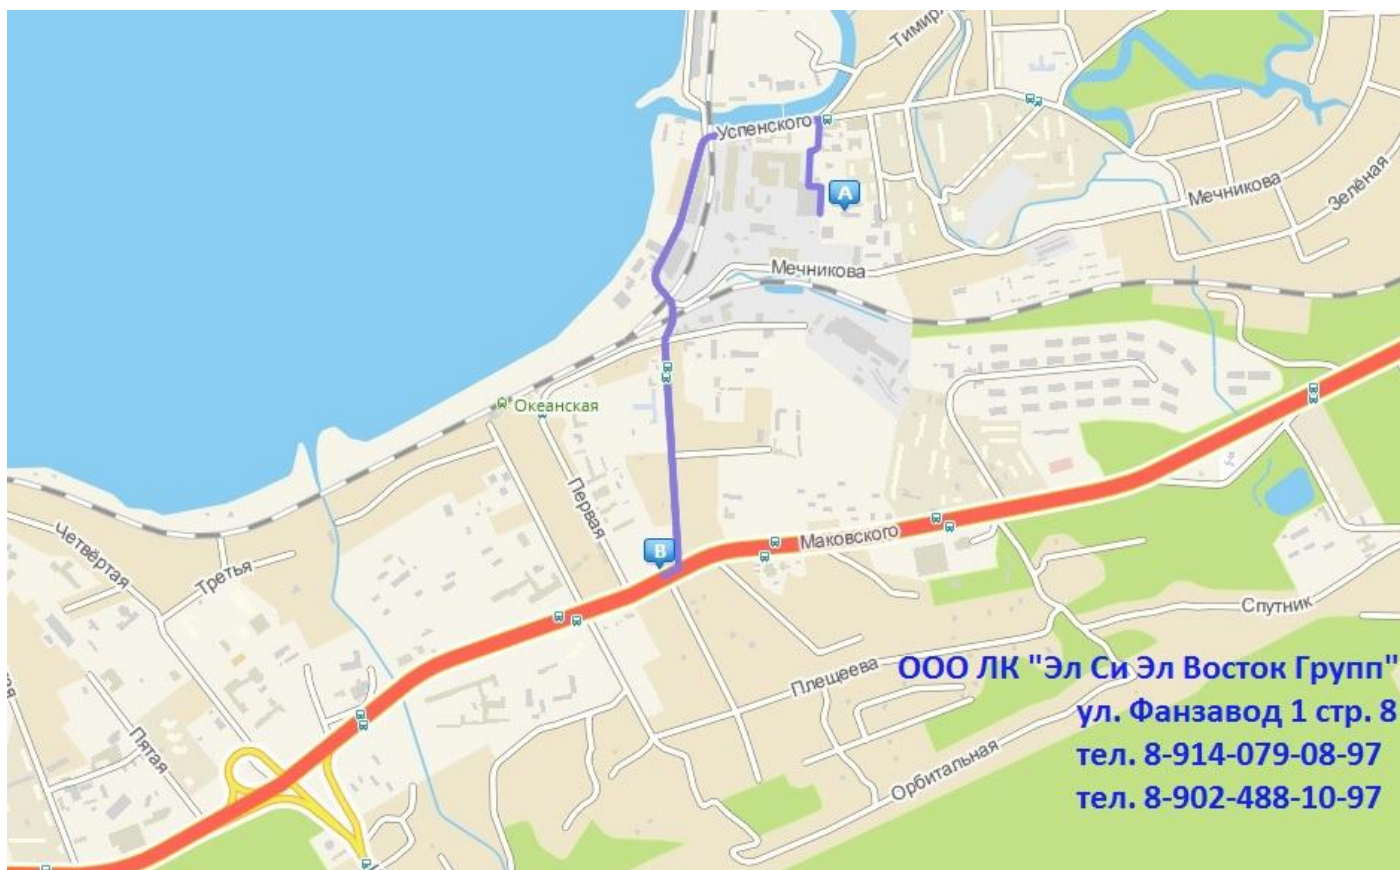 Тимир
Успенского
A
Мечникова
Зелёная
Мечникова
Океанская
Первая
Маковского
B
Четвёртая
Третья
Спутник
Плещеева
ООО ЛК "Эл Си Эл Восток Групп"
ул. Фанзавод 1 стр. 8
Пятая
тел. 8-914-079-08-97
Орбитальная
тел. 8-902-488-10-97